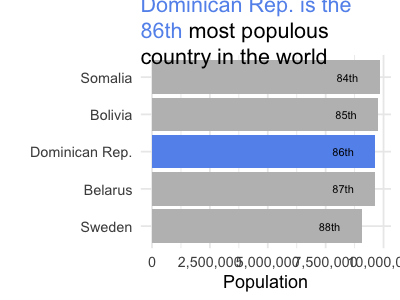 Dominican Rep. is the
86th most populous
country in the world
Somalia 84th
Bolivia 85th
Dominican Rep. 86th
Belarus 87th
Sweden 88th
0 2,500,000 5,000,000 7,500,000 10,000,0
Population